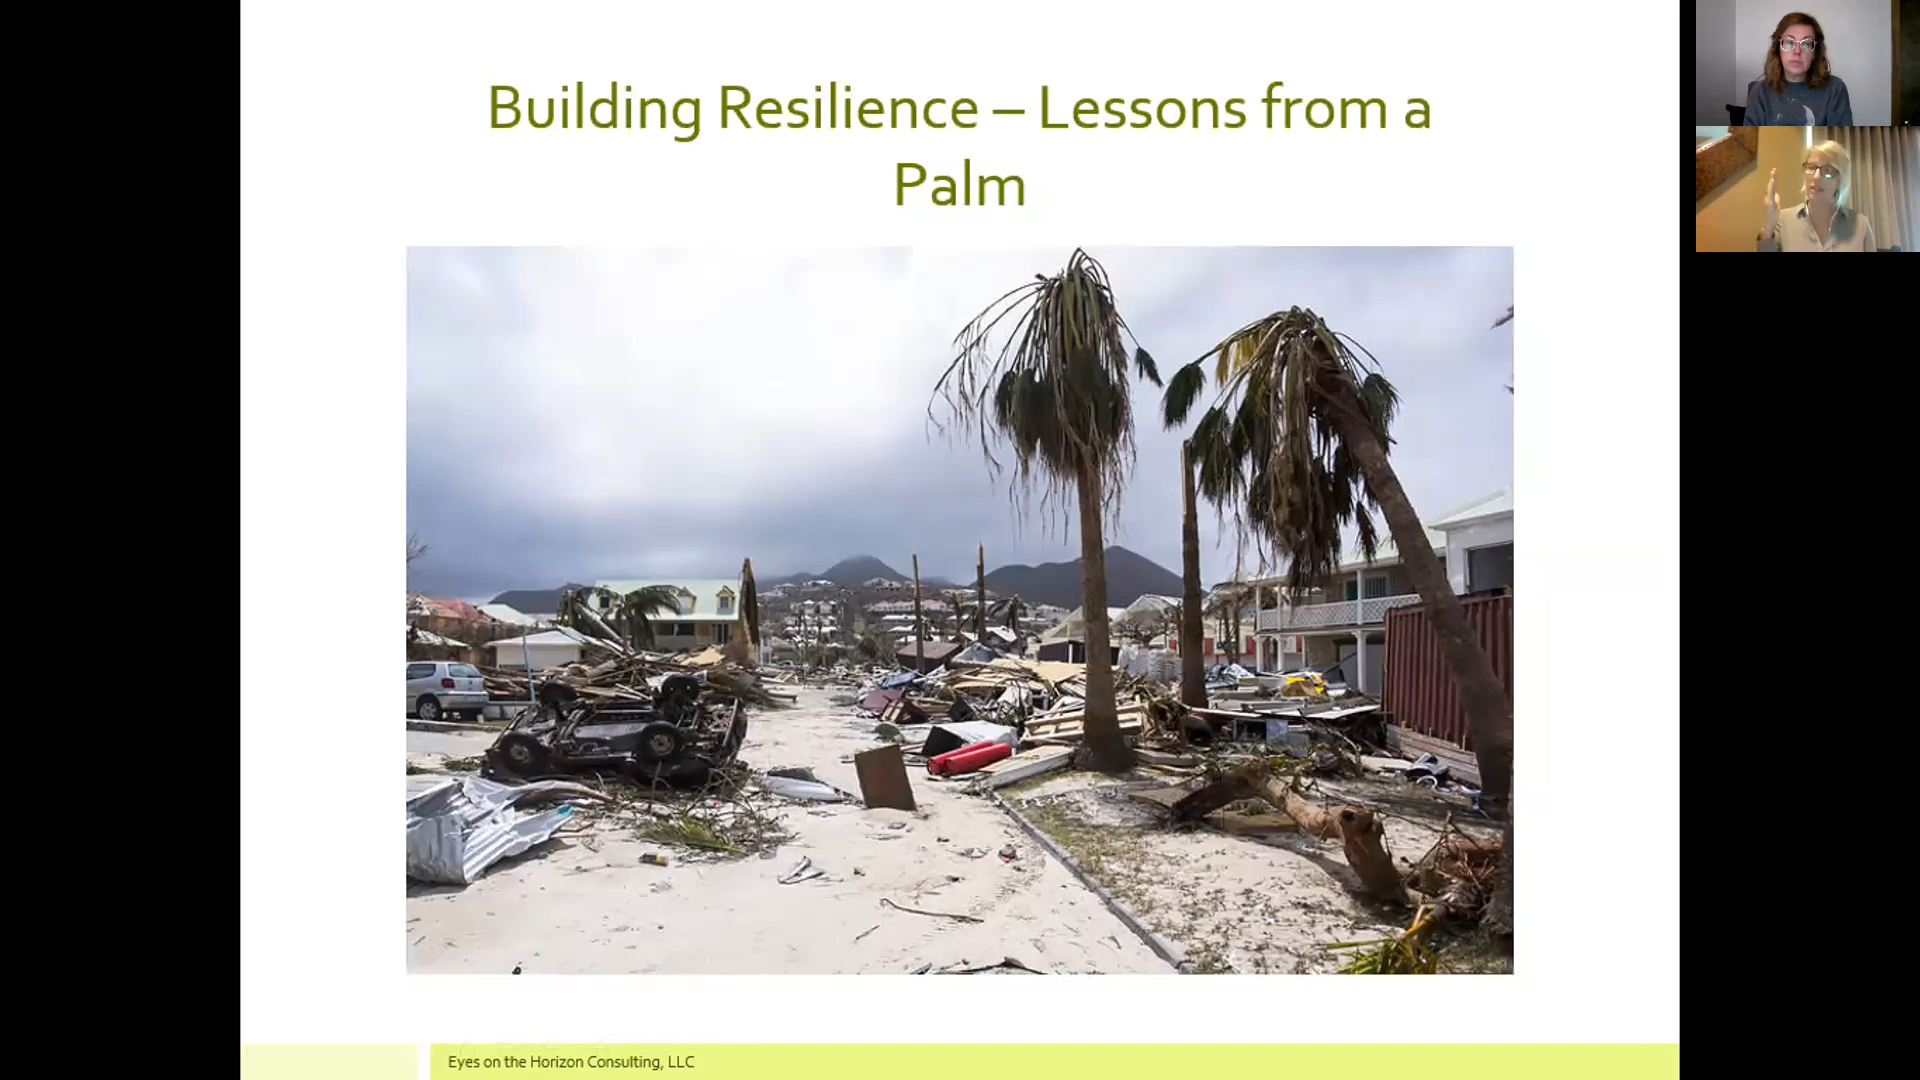 Building Resilience – Lessons from a
Palm
Eyes on the Horizon Consulting, LLC